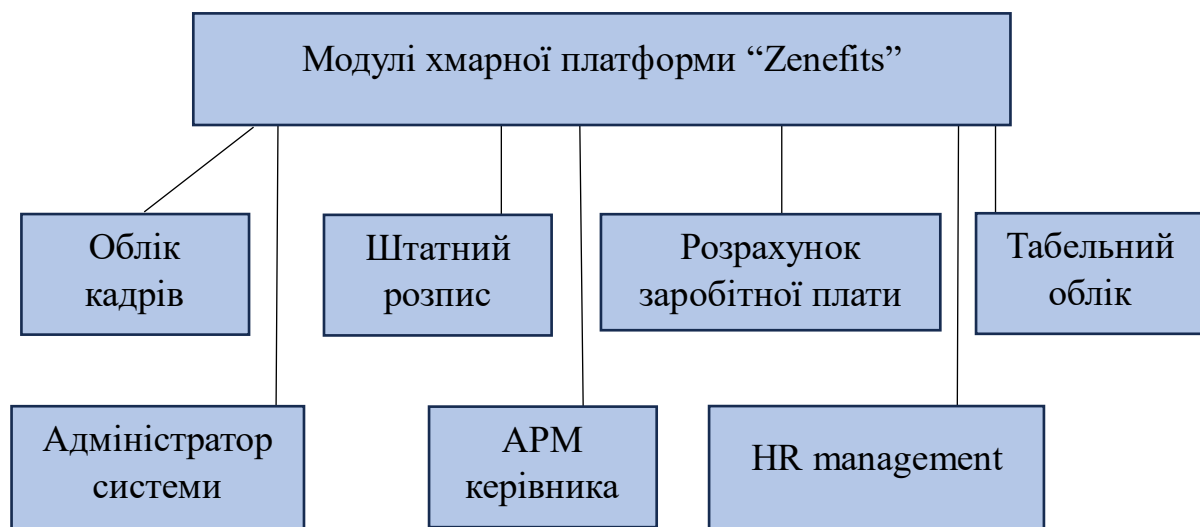 Модулі хмарної платформи “Zenefits”
Облік
кадрів
Штатний
розпис
Розрахунок
заробітної плати
Табельний
облік
Адміністратор
системи
АРМ
керівника
HR management